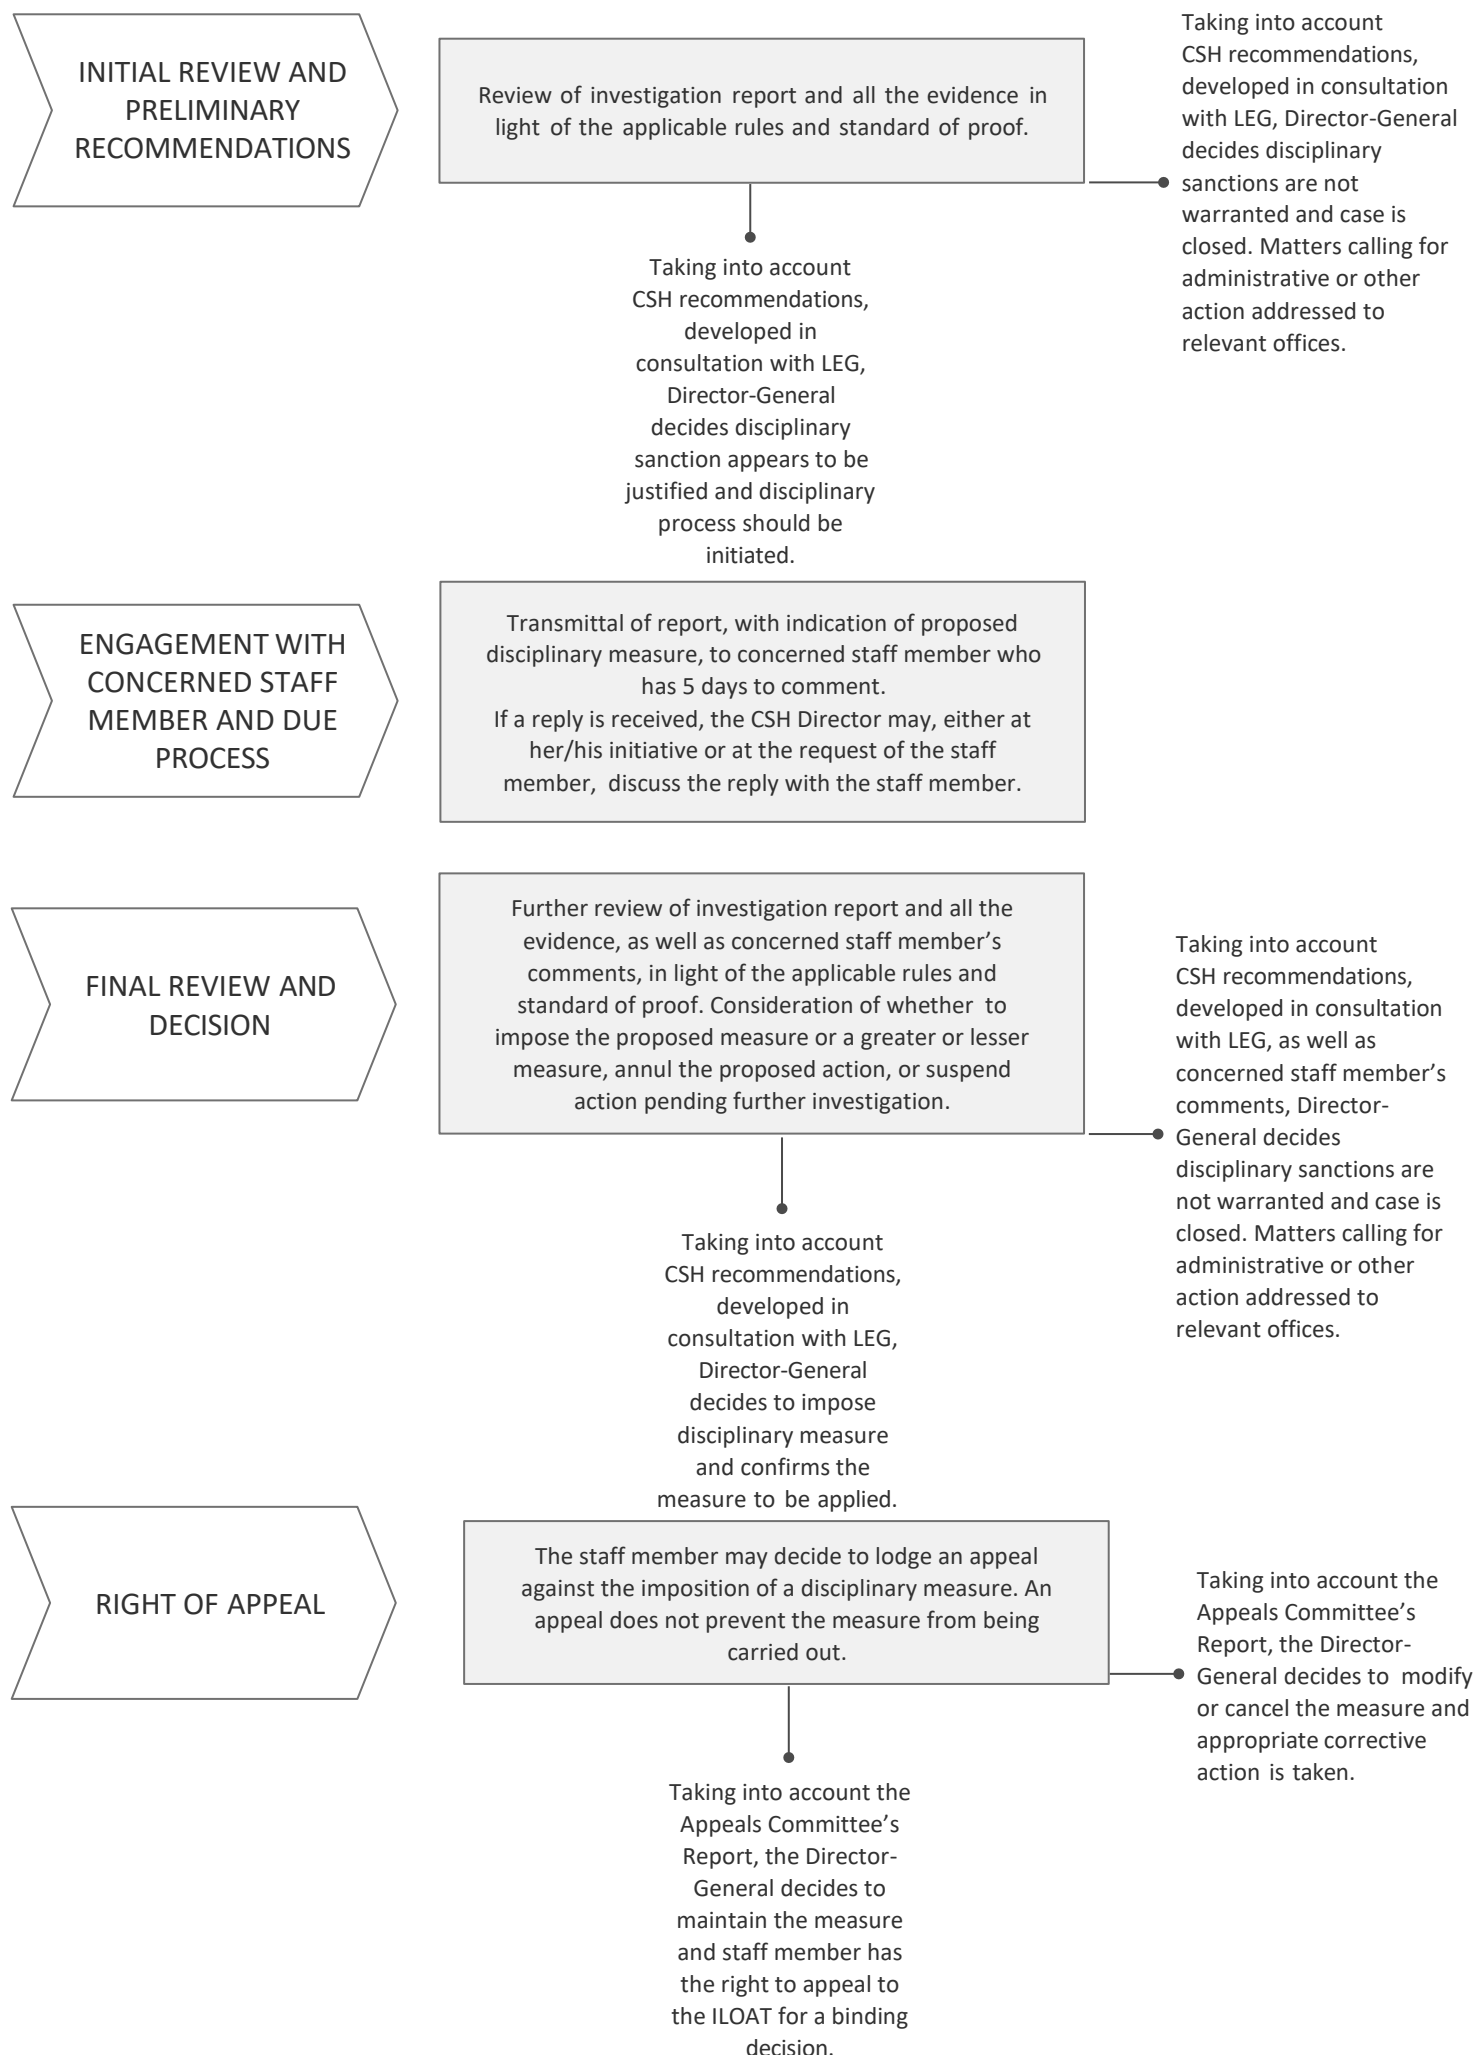 INITIAL REVIEW AND
PRELIMINARY
RECOMMENDATIONS
Review of investigation report and all the evidence in
light of the applicable rules and standard of proof.
Taking into account
CSH recommendations,
developed in consultation
with LEG, Director-General
decides disciplinary
sanctions are not
warranted and case is
closed. Matters calling for
administrative or other
action addressed to
relevant offices.
Taking into account
CSH recommendations,
developed in
consultation with LEG,
Director-General
decides disciplinary
sanction appears to be
justified and disciplinary
process should be
initiated.
ENGAGEMENT WITH
CONCERNED STAFF
MEMBER AND DUE
PROCESS
Transmittal of report, with indication of proposed
disciplinary measure, to concerned staff member who
has 5 days to comment.
If a reply is received, the CSH Director may, either at
her/his initiative or at the request of the staff
member, discuss the reply with the staff member.
FINAL REVIEW AND
DECISION
Further review of investigation report and all the
evidence, as well as concerned staff member’s
comments, in light of the applicable rules and
standard of proof. Consideration of whether to
impose the proposed measure or a greater or lesser
measure, annul the proposed action, or suspend
action pending further investigation.
Taking into account
CSH recommendations,
developed in consultation
with LEG, as well as
concerned staff member’s
comments, Director-
General decides
disciplinary sanctions are
not warranted and case is
closed. Matters calling for
administrative or other
action addressed to
relevant offices.
Taking into account
CSH recommendations,
developed in
consultation with LEG,
Director-General
decides to impose
disciplinary measure
and confirms the
measure to be applied.
RIGHT OF APPEAL
The staff member may decide to lodge an appeal
against the imposition of a disciplinary measure. An
appeal does not prevent the measure from being
carried out.
Taking into account the
Appeals Committee’s
Report, the Director-
General decides to modify
or cancel the measure and
appropriate corrective
action is taken.
Taking into account the
Appeals Committee’s
Report, the Director-
General decides to
maintain the measure
and staff member has
the right to appeal to
the ILOAT for a binding
decision.